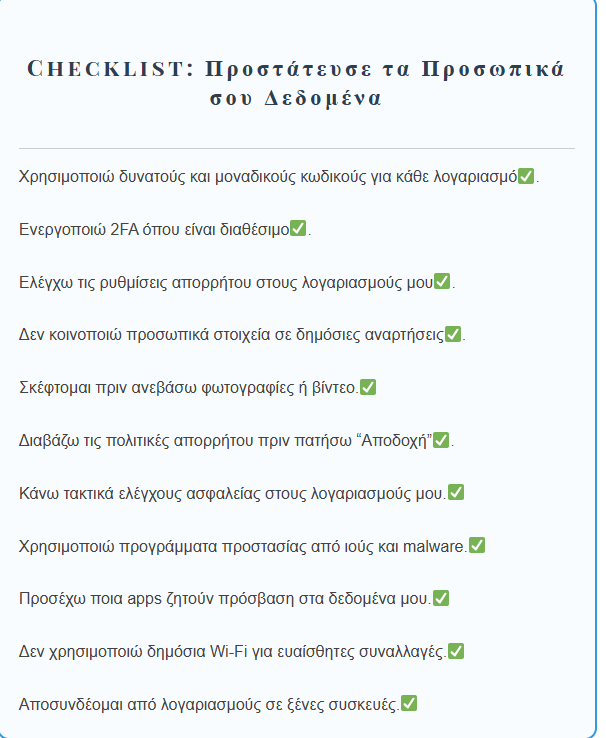 Checklist: Προστάτευσε τα Προσωπικά
σου Δεδομένα
Χρησιμοποιώ δυνατούς και μοναδικούς κωδικούς για κάθε λογαριασμό✅.
Ενεργοποιώ 2FA όπου είναι διαθέσιμο✅.
Ελέγχω τις ρυθμίσεις απορρήτου στους λογαριασμούς μου✅.
Δεν κοινοποιώ προσωπικά στοιχεία σε δημόσιες αναρτήσεις✅.
Σκέφτομαι πριν ανεβάσω φωτογραφίες ή βίντεο.✅
Διαβάζω τις πολιτικές απορρήτου πριν πατήσω “Αποδοχή”✅.
Κάνω τακτικά ελέγχους ασφαλείας στους λογαριασμούς μου.✅
Χρησιμοποιώ προγράμματα προστασίας από ιούς και malware.✅
Προσέχω ποια apps ζητούν πρόσβαση στα δεδομένα μου.✅
Δεν χρησιμοποιώ δημόσια Wi-Fi για ευαίσθητες συναλλαγές.✅
Αποσυνδέομαι από λογαριασμούς σε ξένες συσκευές.✅